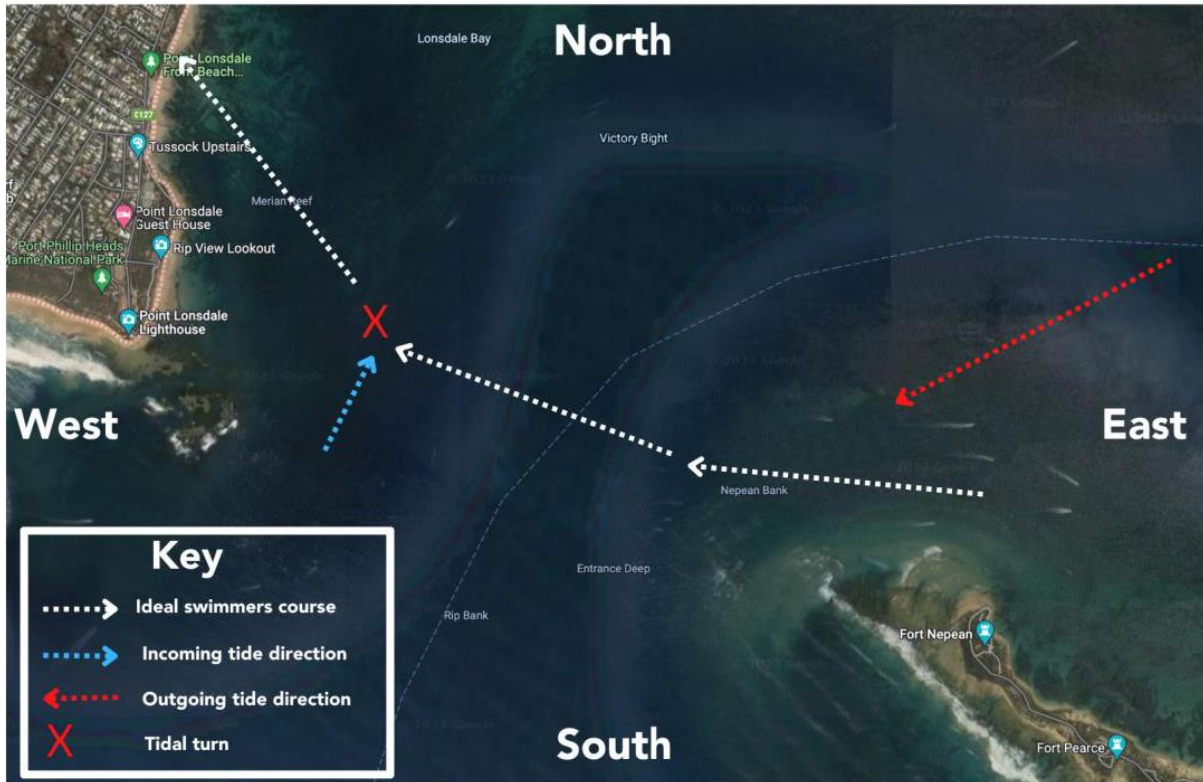 Lonsdale Bay
North
Point Lonsdale
Front Beach...
C127
Victory Bight
Tussock Upstairs
Merian Reef
Point Lonsdale
Guest House
Port Phillip Heads
Marine National Park
Rip View Lookout
Point Lonsdale
Lighthouse
West
East
Nepean Bank
Key
Ideal swimmers course
Incoming tide direction
Outgoing tide direction
X
Tidal turn
X
Entrance Deep
Rip Bank
Fort Nepean
South
Fort Pearce